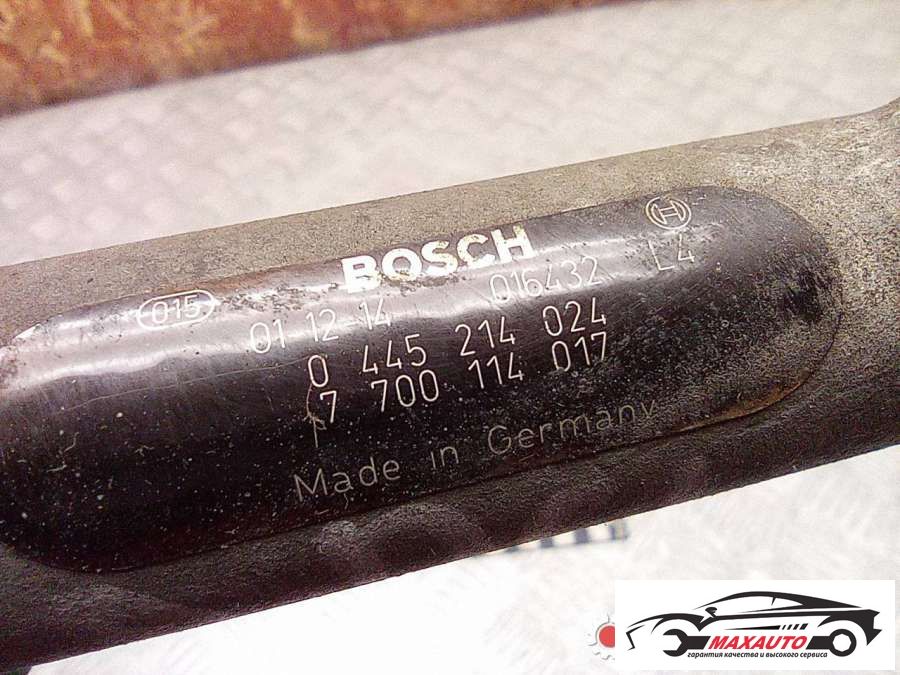 BOSCH
015
01 12 14 016432 L4
0 445 214 024
7 700 114 017
F
Made in Germany
MAXAUTO
гарантия качества и высокого сервиса